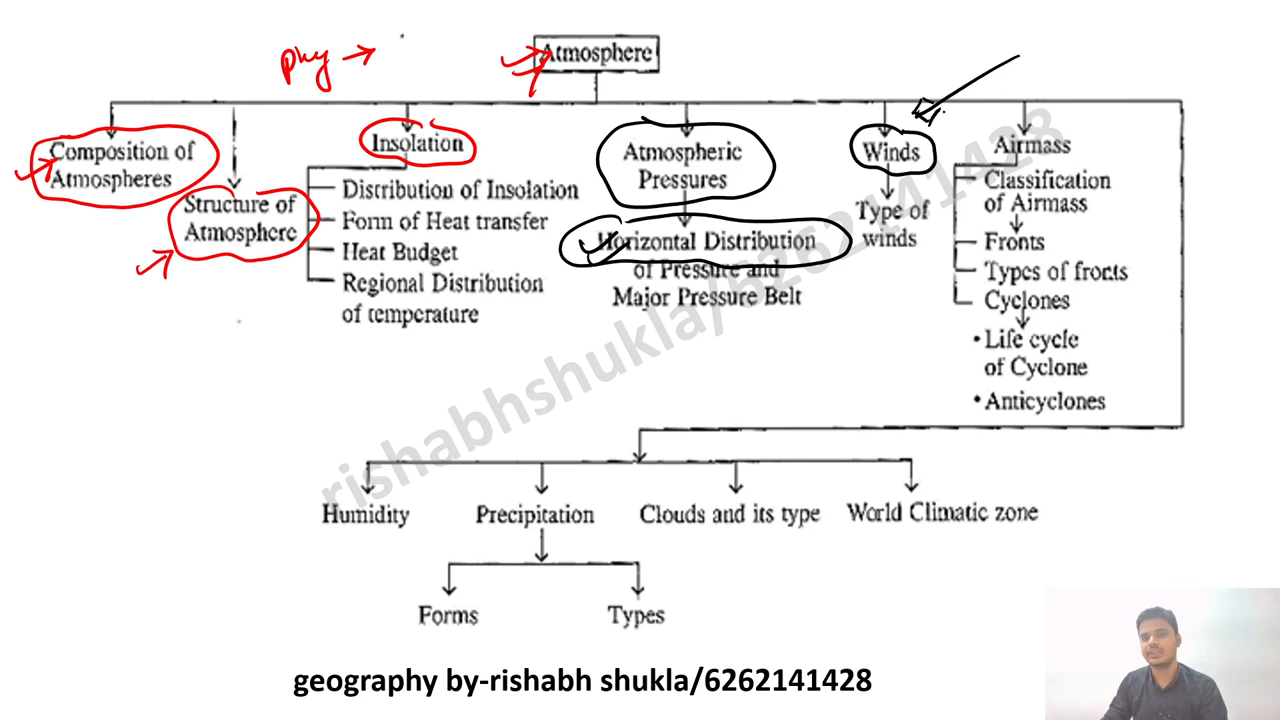 phy →
Atmosphere
Composition of
Atmospheres
Structure of
Atmosphere
Insolation
Distribution of Insolation
Form of Heat transfer
Heat Budget
Regional Distribution
of temperature
Atmospheric
Pressures
Horizontal Distribution
of Pressure and
Major Pressure Belt
Winds
Type of
winds
Airmass
Classification
of Airmass
Fronts
Types of fronts
Cyclones
• Life cycle
of Cyclone
• Anticyclones
Humidity
Precipitation
Clouds and its type
World Climatic zone
Forms
Types
rishabhshukla/6262141428
geography by-rishabh shukla/6262141428